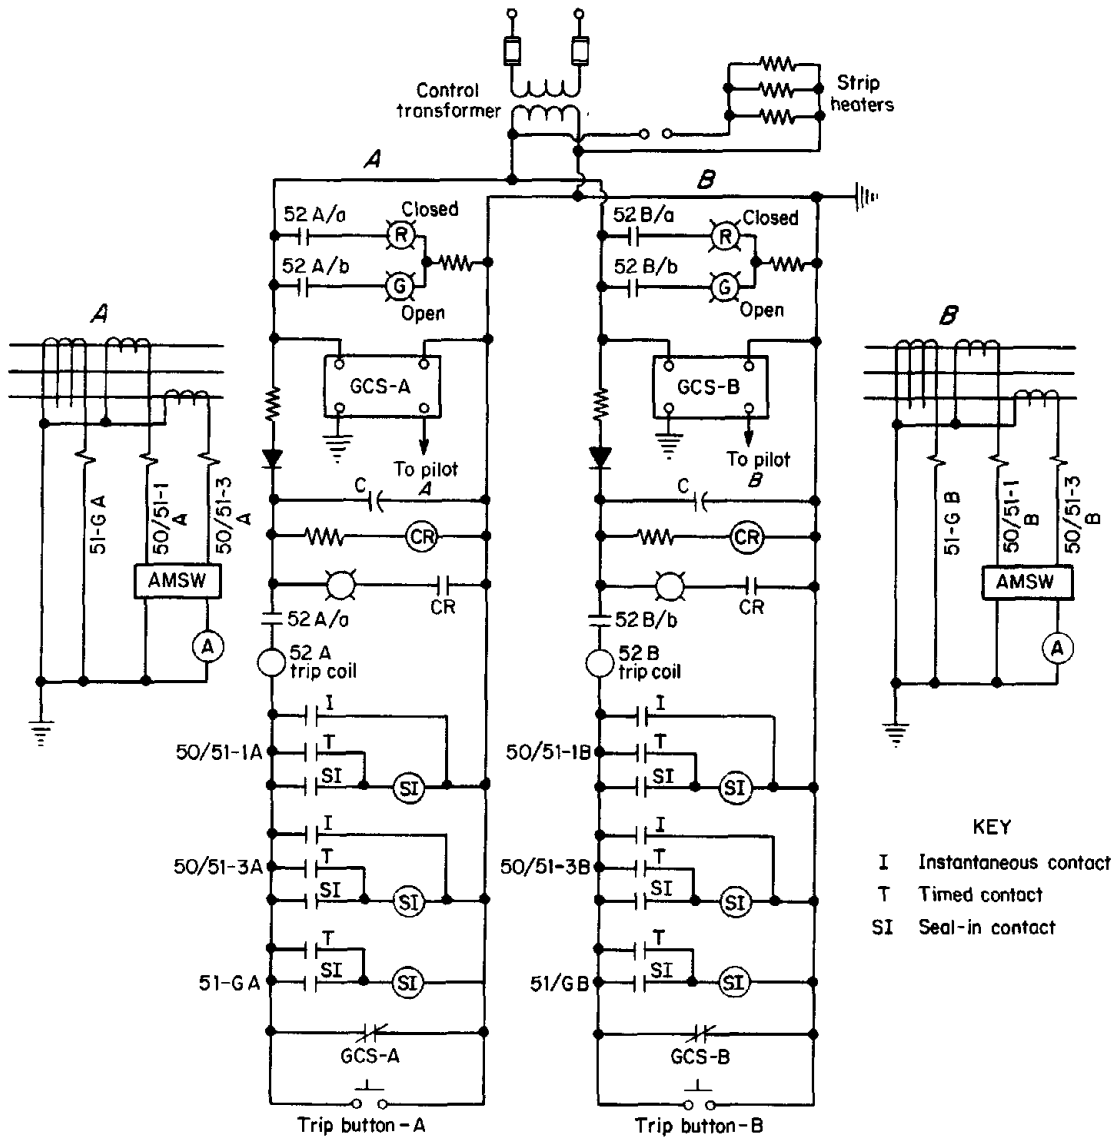 Control
transformer
Strip
heaters
A
B
52 A/a
Closed
R
52 A/b
G
Open
GCS-A
To pilot
A
C
CR
CR
52 A/a
52 A
trip coil
I
50/51-1A
T
SI
SI
I
50/51-3A
T
SI
SI
T
51-GA
SI
SI
GCS-A
Trip button-A
52 B/a
Closed
R
52 B/b
G
Open
GCS-B
To pilot
B
C
CR
CR
52 B/b
52 B
trip coil
I
50/51-1B
T
SI
SI
I
50/51-3B
T
SI
SI
T
51/GB
SI
SI
GCS-B
Trip button-B
A
51-G A
50/51-1
A
50/51-3
A
AMSW
A
B
51-G B
50/51-1
B
50/51-3
B
AMSW
A
KEY
I Instantaneous contact
T Timed contact
SI Seal-in contact